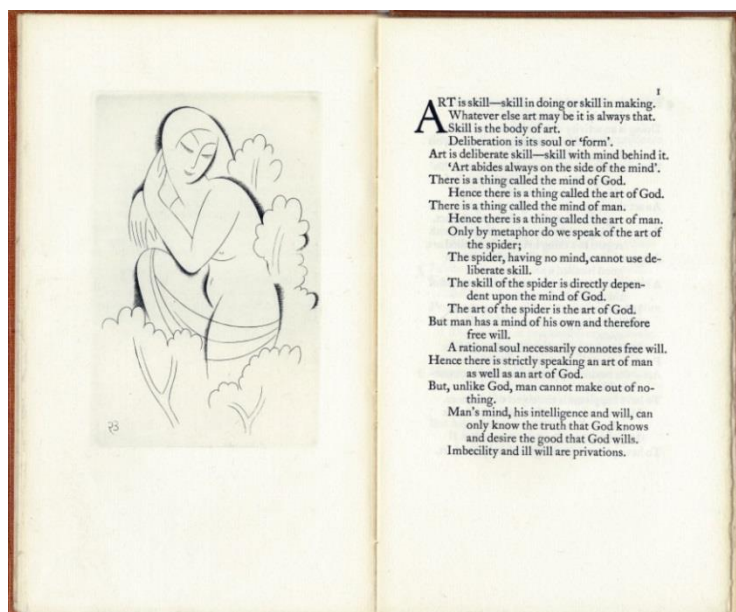 1
ART is skill—skill in doing or skill in making.
Whatever else art may be it is always that.
Skill is the body of art.
Deliberation is its soul or ‘form’.
Art is deliberate skill—skill with mind behind it.
‘Art abides always on the side of the mind’.
There is a thing called the mind of God.
Hence there is a thing called the art of God.
There is a thing called the mind of man.
Hence there is a thing called the art of man.
Only by metaphor do we speak of the art of
the spider;
The spider, having no mind, cannot use de-
liberate skill.
The skill of the spider is directly depen-
dent upon the mind of God.
The art of the spider is the art of God.
But man has a mind of his own and therefore
free will.
A rational soul necessarily connotes free will.
Hence there is strictly speaking an art of man
as well as an art of God.
But, unlike God, man cannot make out of no-
thing.
Man’s mind, his intelligence and will, can
only know the truth that God knows
and desire the good that God wills.
Imbecility and ill will are privations.